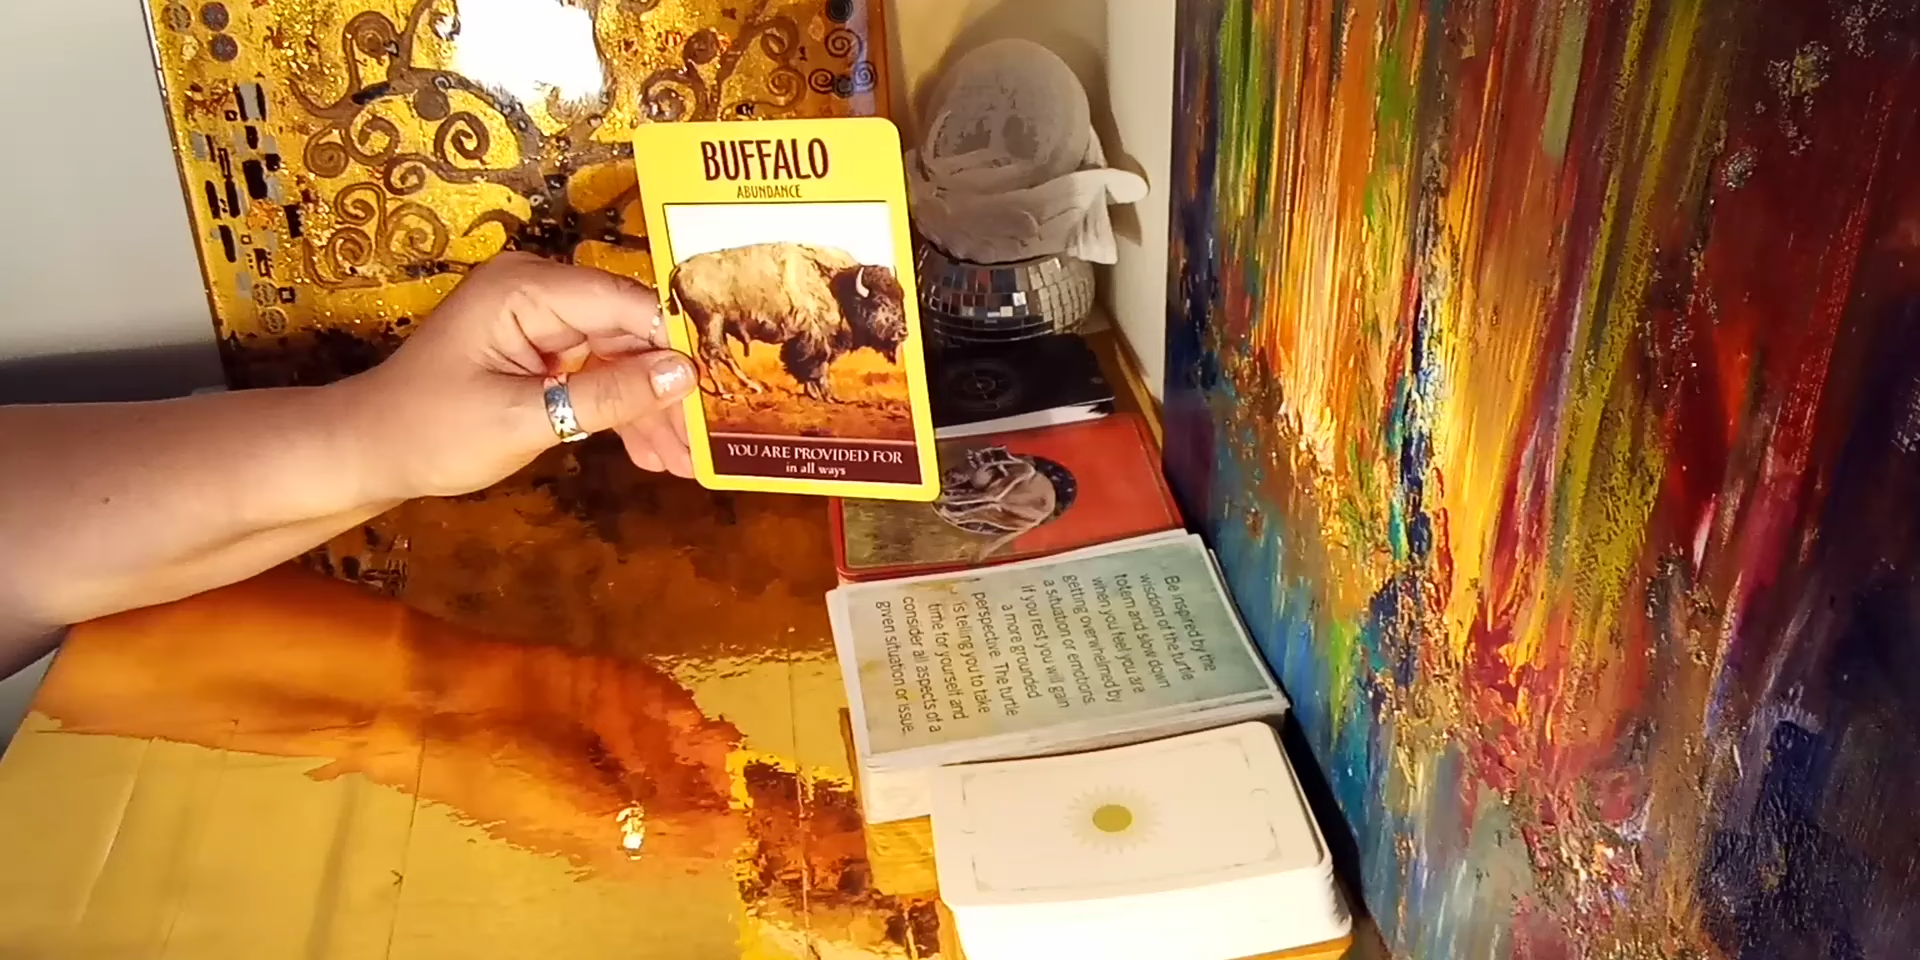 BUFFALO
ABUNDANCE
YOU ARE PROVIDED FOR
in all ways
Be inspired by the
wisdom of the turtle
totem and slow down
when you feel you are
getting overwhelmed by
a situation or emotions.
If you rest you will gain
a more grounded
perspective. The turtle
is telling you to take
time for yourself and
consider all aspects of a
given situation or issue.